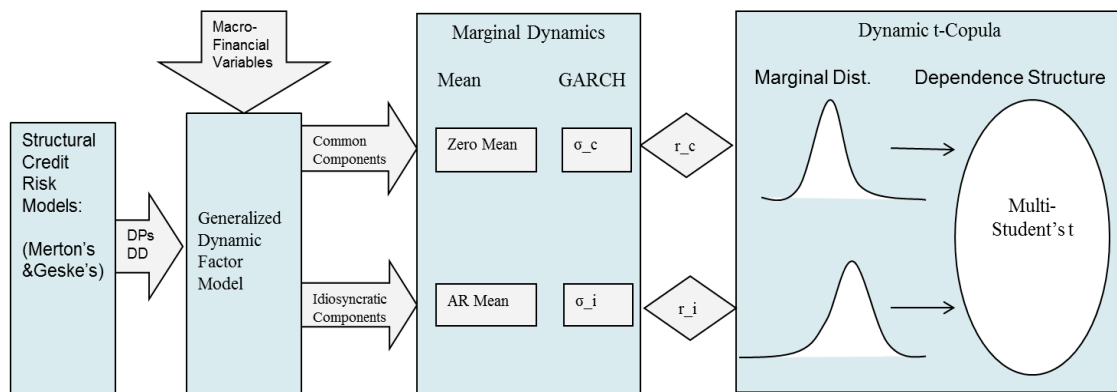 Macro-
Financial
Variables
Structural
Credit
Risk
Models:
(Merton's
&Geske's)
DPs
DD
Generalized
Dynamic
Factor
Model
Common
Components
Idiosyncratic
Components
Marginal Dynamics
Mean
GARCH
Zero Mean
σ_c
AR Mean
σ_i
r_c
r_i
Dynamic t-Copula
Marginal Dist.
Dependence Structure
Multi-
Student's t